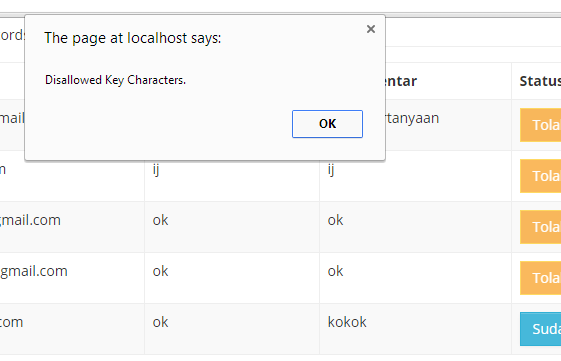 ords
The page at localhost says:
Disallowed Key Characters.
OK
entar Status
mail rtanyaan Tola
m ij ij Tola
gmail.com ok ok Tola
gmail.com ok ok Tola
com ok kokok Suda